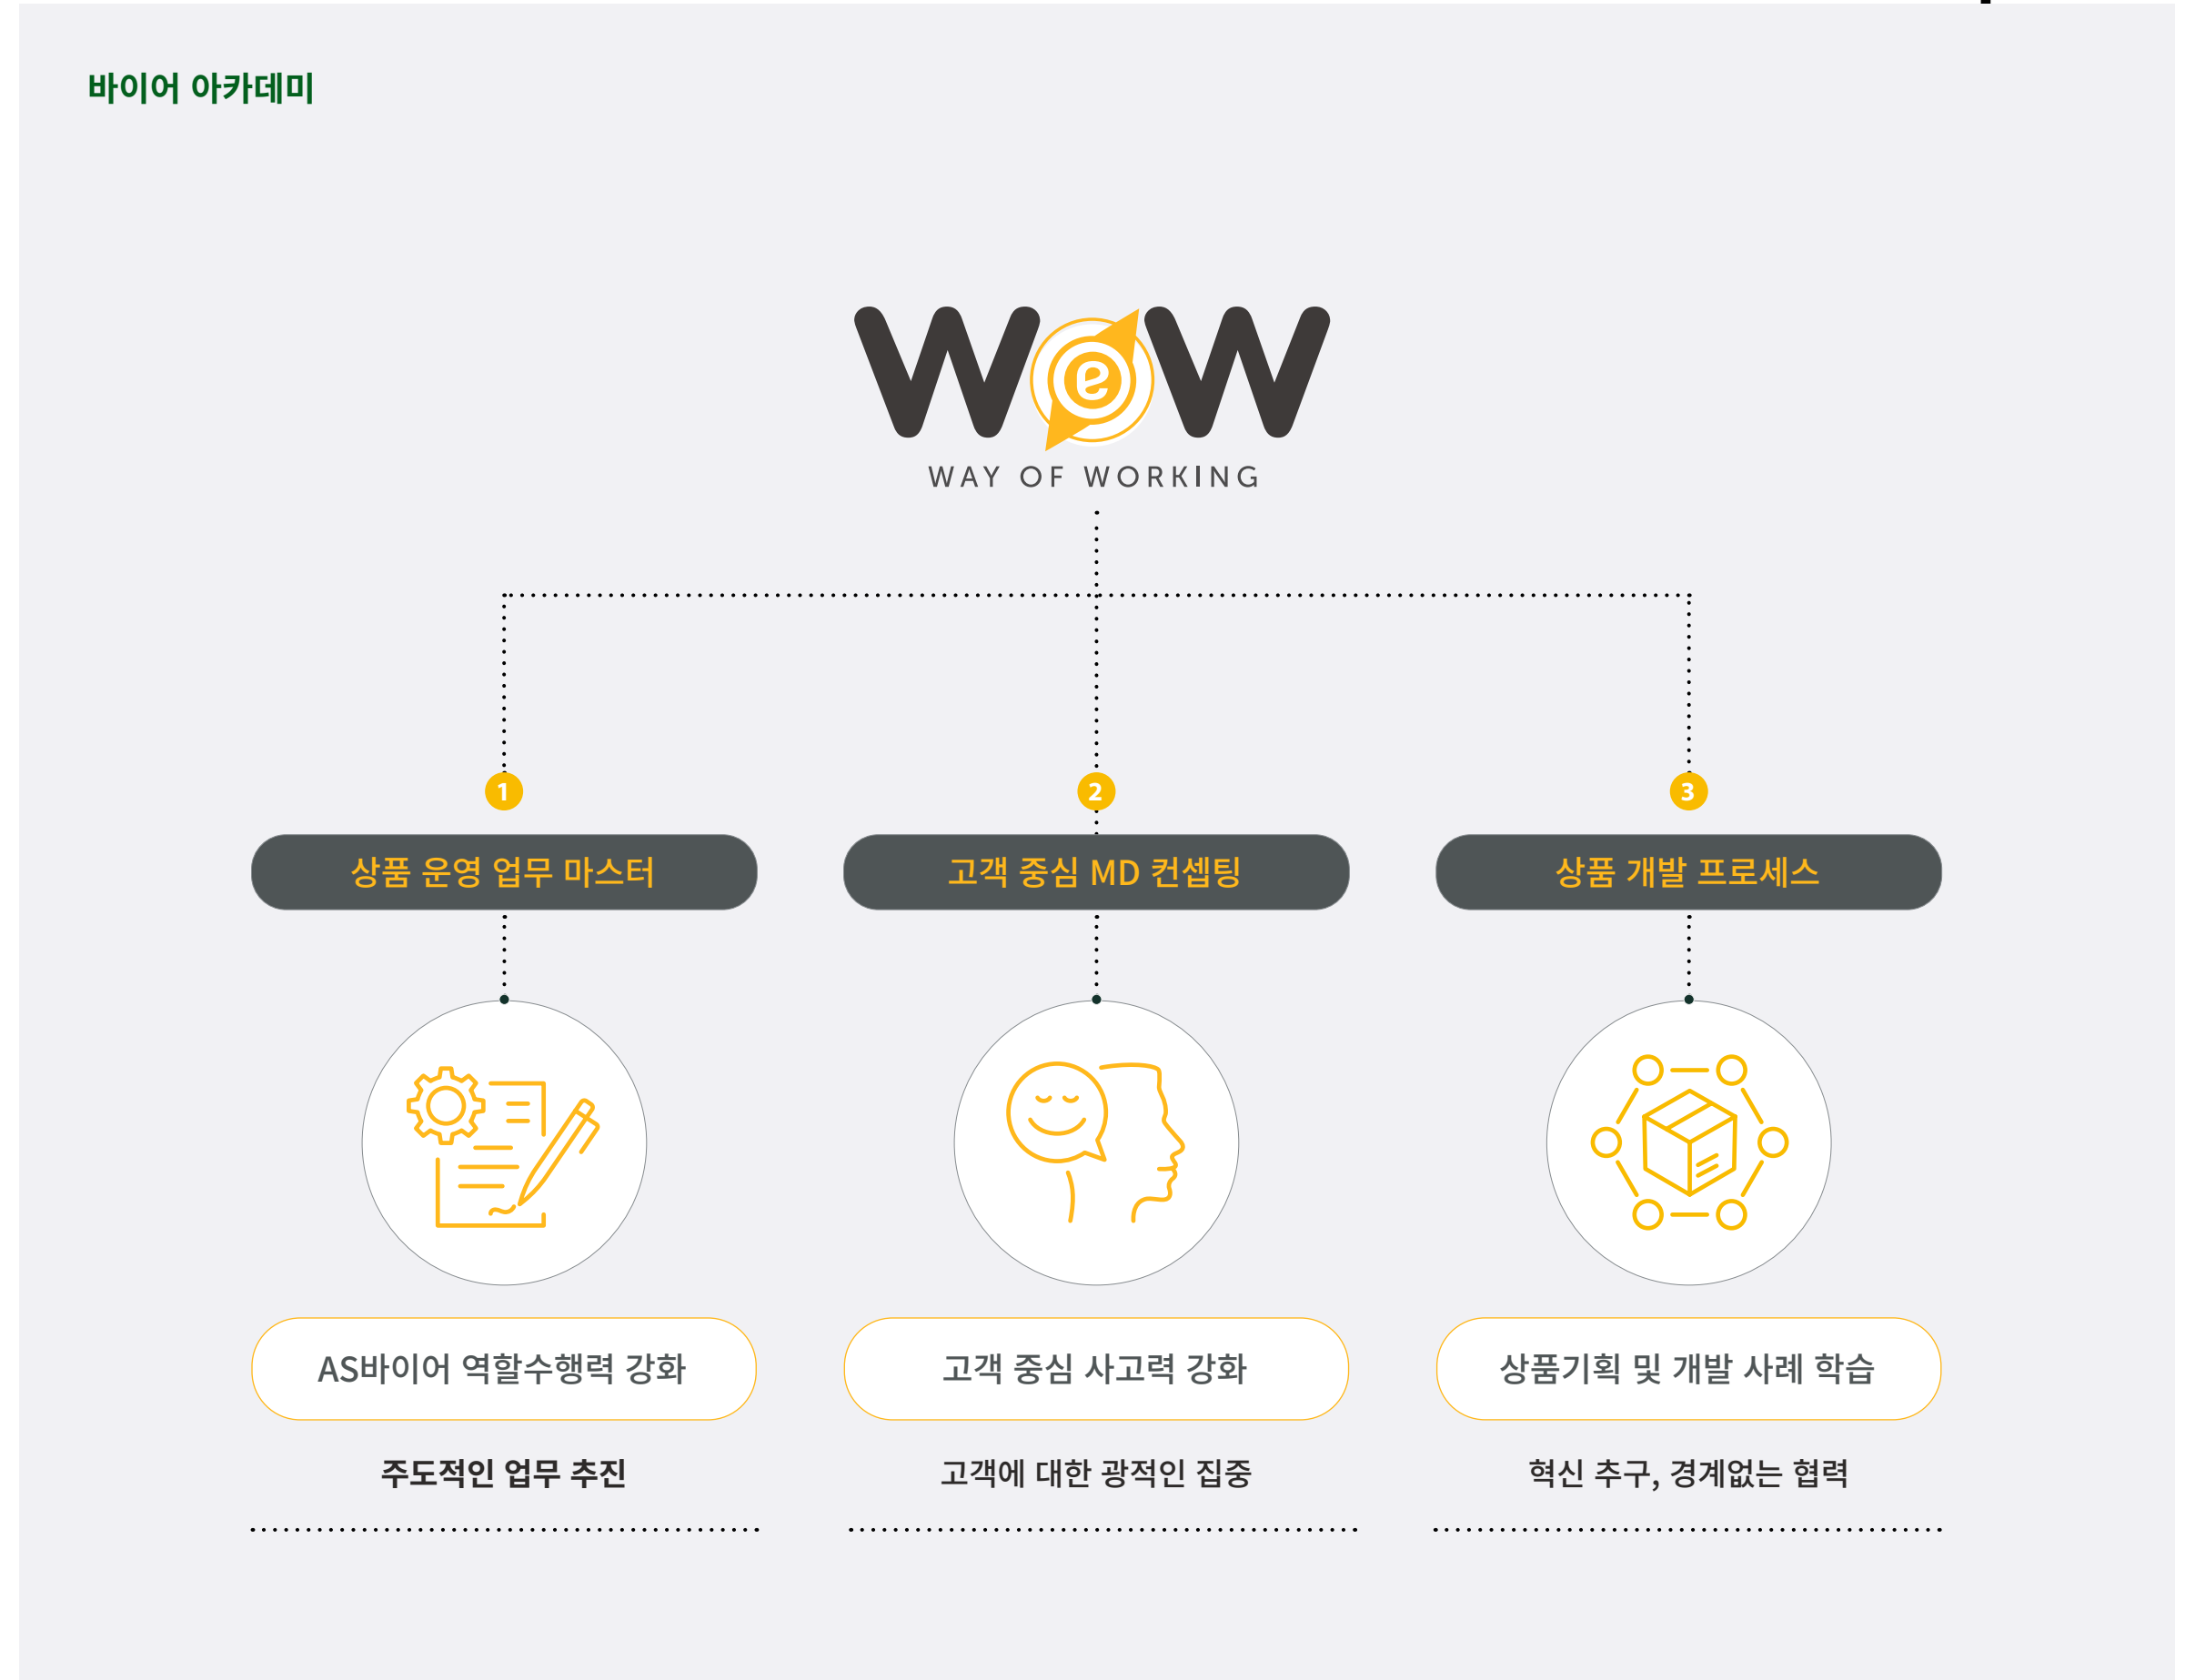 바이어 아카데미
WeW
WAY OF WORKING
1
2
3
상품 운영 업무 마스터
고객 중심 MD 컨셉팅
상품 개발 프로세스
AS바이어 역할수행력 강화
고객 중심 사고력 강화
상품기획 및 개발 사례 학습
주도적인 업무 추진
고객에 대한 광적인 집중
혁신 추구, 경계없는 협력